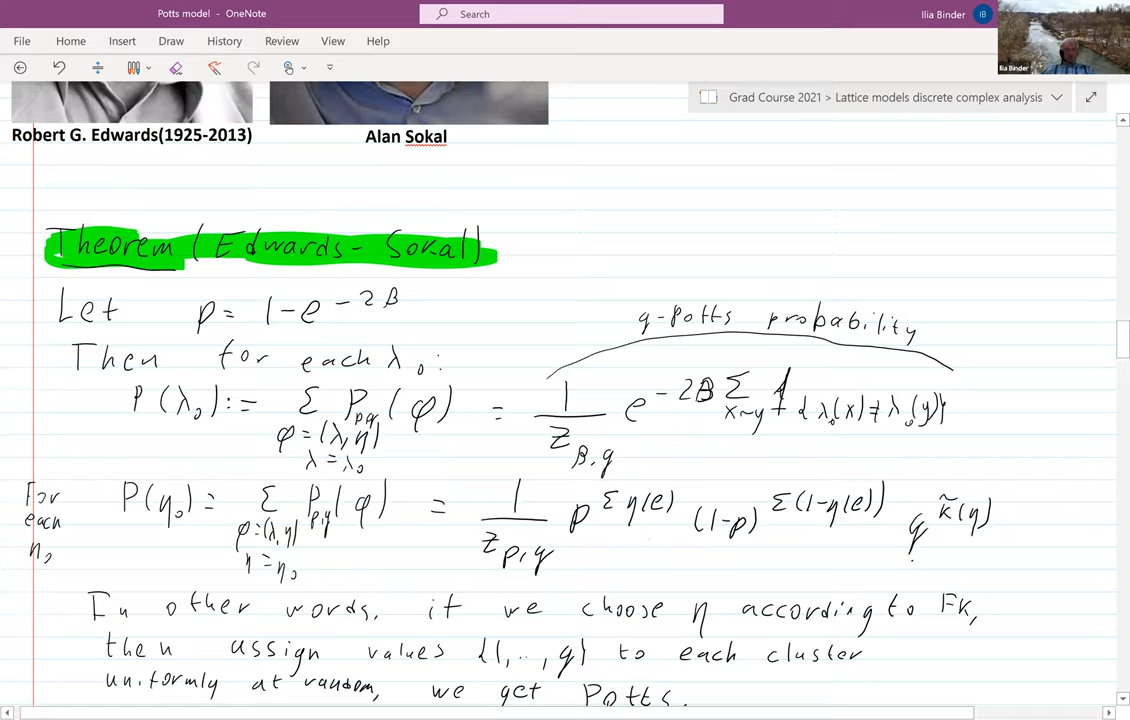 Potts model - OneNote
Search
Ilia Binder
IB
File Home Insert Draw History Review View Help
Ilia Binder
Grad Course 2021 > Lattice models discrete complex analysis
Robert G. Edwards(1925-2013)
Alan Sokal
Theorem (Edwards-Sokal)
Let p = 1-e^{-2β}
q-Potts probability
Then for each λ₀:
P(λ₀) := Σ_{φ=(λ,η) λ=λ₀} P_{p,q}(φ) = 1/Z_{β,q} e^{-2β Σ_{x~y} 1_{{λ₀(x)≠λ₀(y)}}}
For each η₀
P(η₀) = Σ_{φ=(λ,η) η=η₀} P_{p,q}(φ) = 1/Z_{p,q} p^{Ση(e)} (1-p)^{Σ(1-η(e))} q^{k̃(η)}
In other words, if we choose η according to FK,
then assign values {1,..,q} to each cluster
uniformly at random, we get Potts.